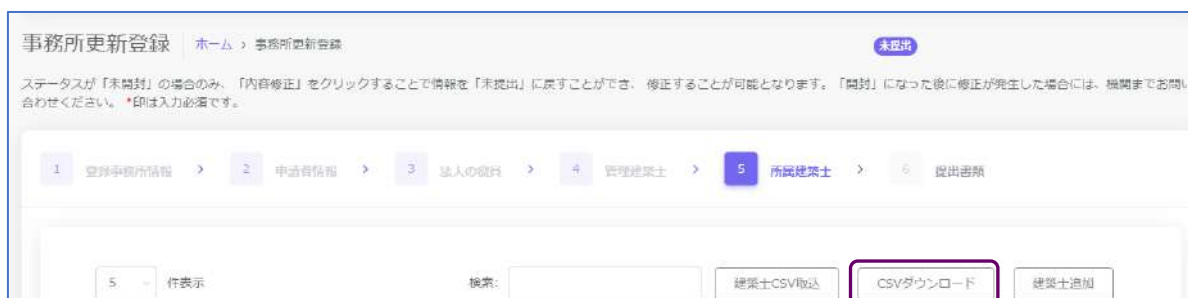 事務所更新登録 ホーム › 事務所更新登録 未提出
ステータスが「未開封」の場合のみ、「内容修正」をクリックすることで情報を「未提出」に戻すことができ、 修正することが可能となります。「開封」になった後に修正が発生した場合には、機関までお問い
合わせください。 *印は入力必須です。
1 登録事務所情報 › 2 申請者情報 › 3 法人の役員 › 4 管理建築士 › 5 所属建築士 › 6 提出書類
5 件表示 検索: 建築士CSV取込 CSVダウンロード 建築士追加